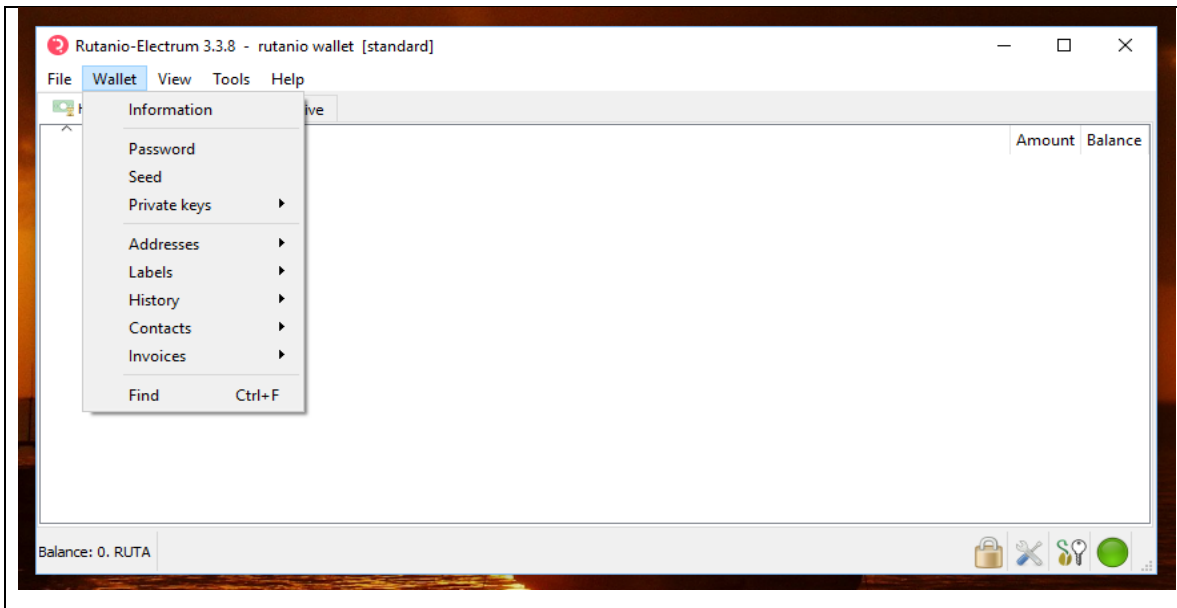 Rutanio-Electrum 3.3.8 - rutanio wallet [standard]
File Wallet View Tools Help
Information
Password
Seed
Private keys
Addresses
Labels
History
Contacts
Invoices
Find Ctrl+F
Amount Balance
Balance: 0. RUTA